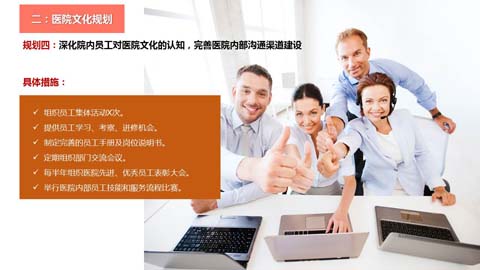 二：医院文化规划
规划四：深化院内员工对医院文化的认知，完善医院内部沟通渠道建设
具体措施：
✓ 组织员工集体活动XX次。
✓ 提供员工学习、考察、进修机会。
✓ 制定完善的员工手册及岗位说明书。
✓ 定期组织部门交流会议。
✓ 每半年组织医院先进、优秀员工表彰大会。
✓ 举行医院内部员工技能和服务流程比赛。